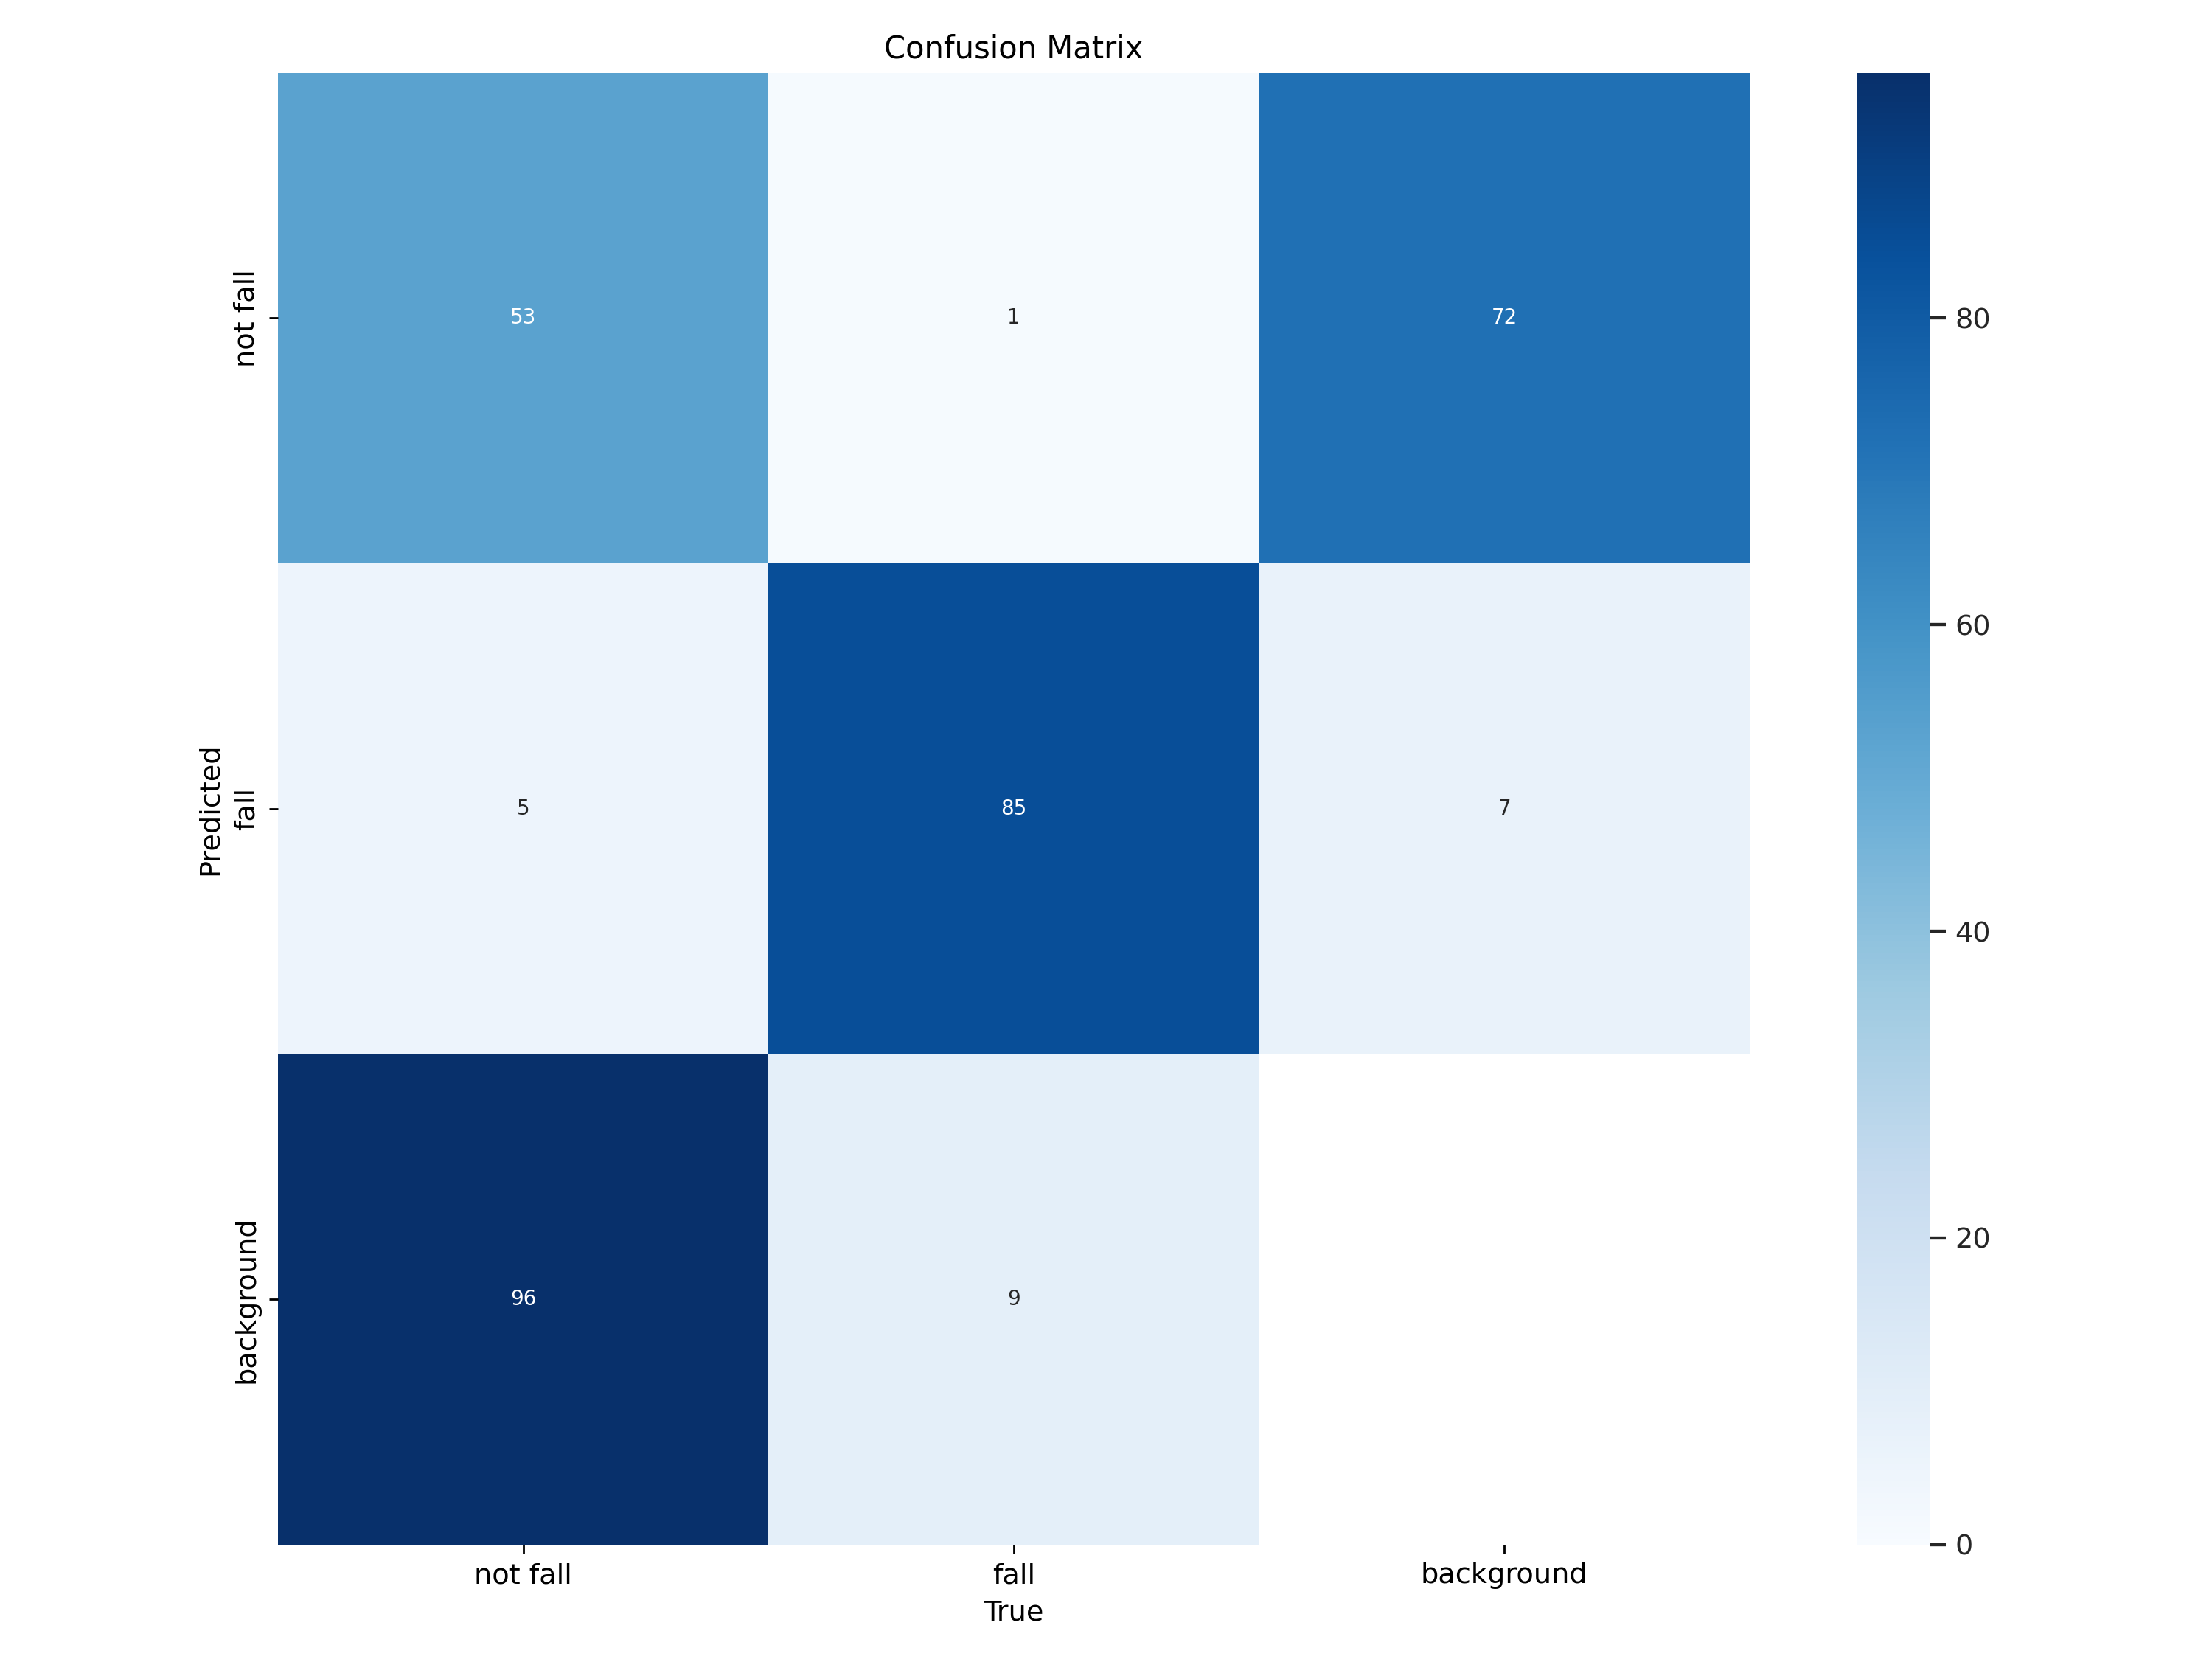 Confusion Matrix
not fall
53
1
72
80
60
Predicted
fall
5
85
7
40
20
background
96
9
0
not fall
fall
background
True